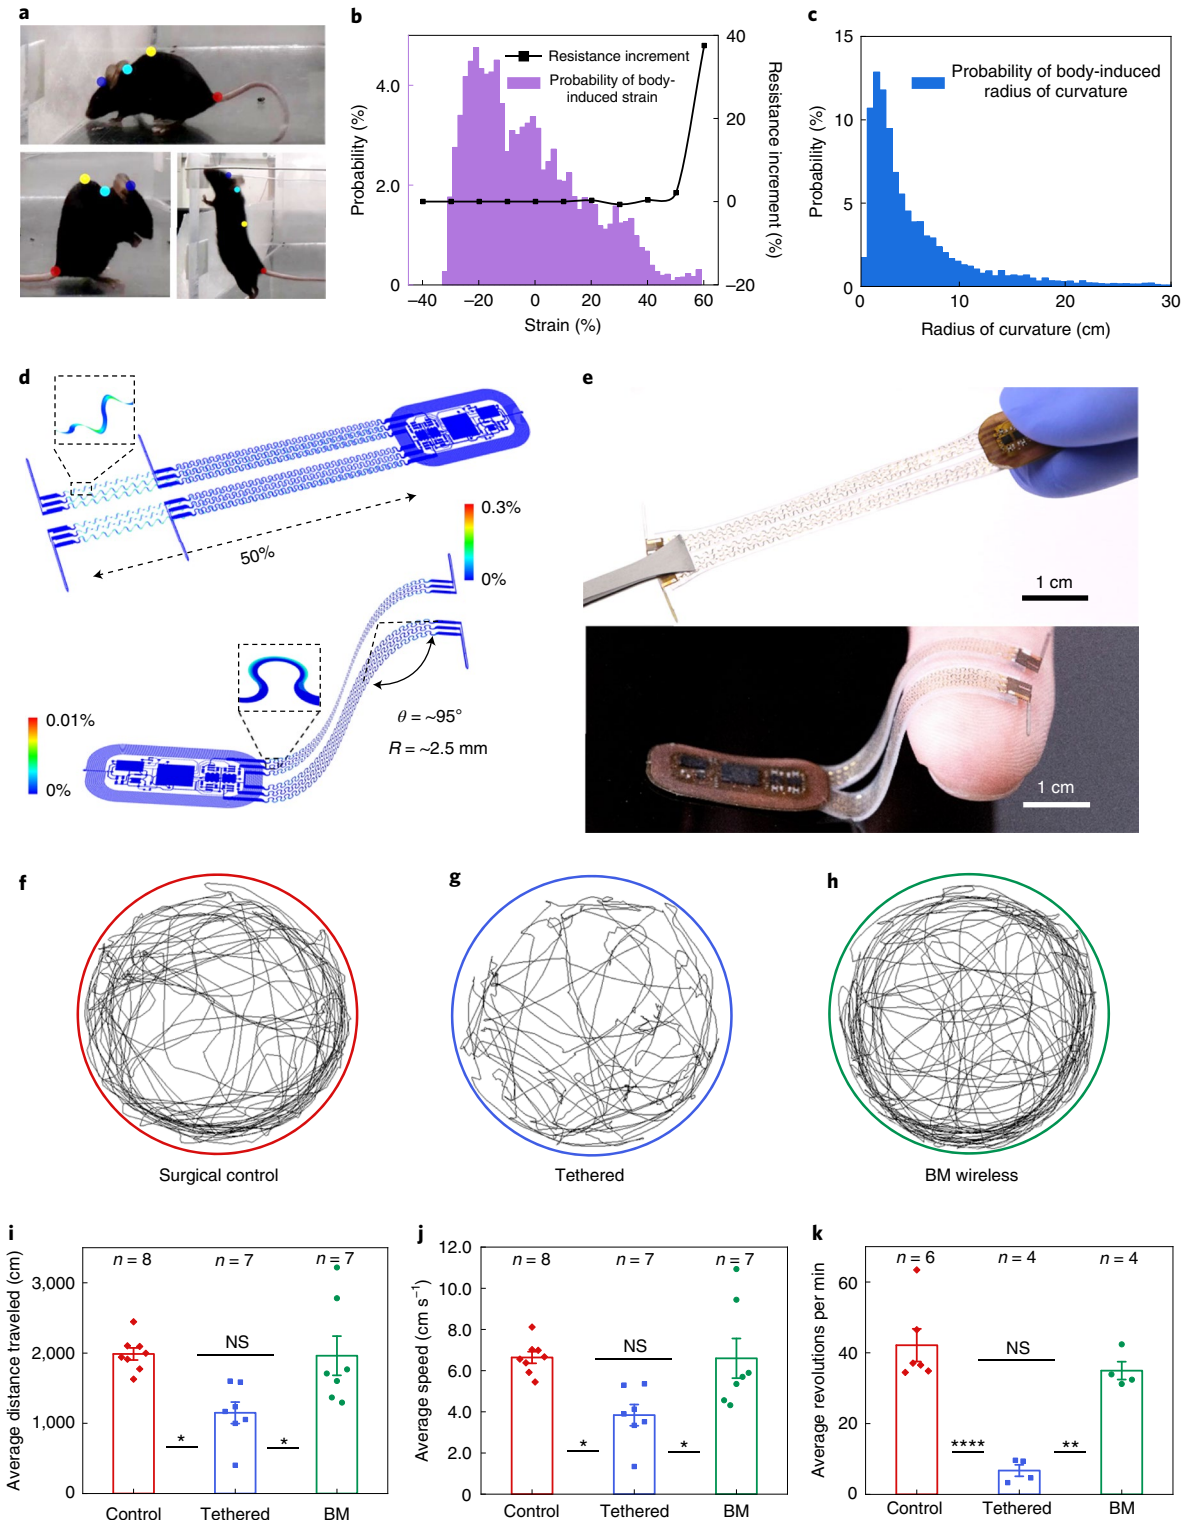 a
b
Probability (%)
4.0
2.0
0
Resistance increment
Probability of body-
induced strain
40
20
0
–20
Resistance increment (%)
–40
–20
0
20
40
60
Strain (%)
c
Probability (%)
15
10
5
0
Probability of body-induced
radius of curvature
0
10
20
30
Radius of curvature (cm)
d
50%
0.3%
0%
0.01%
0%
θ = ~95°
R = ~2.5 mm
e
1 cm
1 cm
f
Surgical control
g
Tethered
h
BM wireless
i
Average distance traveled (cm)
3,000
2,000
1,000
0
n = 8
n = 7
n = 7
NS
*
*
Control
Tethered
BM
j
Average speed (cm s⁻¹)
12.0
8.0
6.0
4.0
2.0
0
n = 8
n = 7
n = 7
NS
*
*
Control
Tethered
BM
k
Average revolutions per min
60
40
20
0
n = 6
n = 4
n = 4
NS
****
**
Control
Tethered
BM